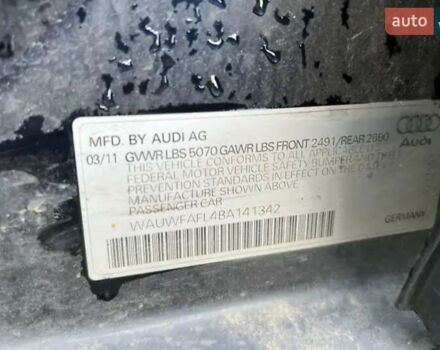 auto
MFD. BY AUDI AG
03/11 GVWR LBS 5070 GAWR LBS FRONT 2491/REAR 2690
THIS VEHICLE CONFORMS TO ALL APPLICABLE
FEDERAL MOTOR VEHICLE SAFETY BUMPER AND THEFT
STANDARDS IN EFFECT ON THE DATE OF
MANUFACTURE SHOWN ABOVE
PASSENGER CAR
Audi
WAUWFAFL4BA141342
GERMANY